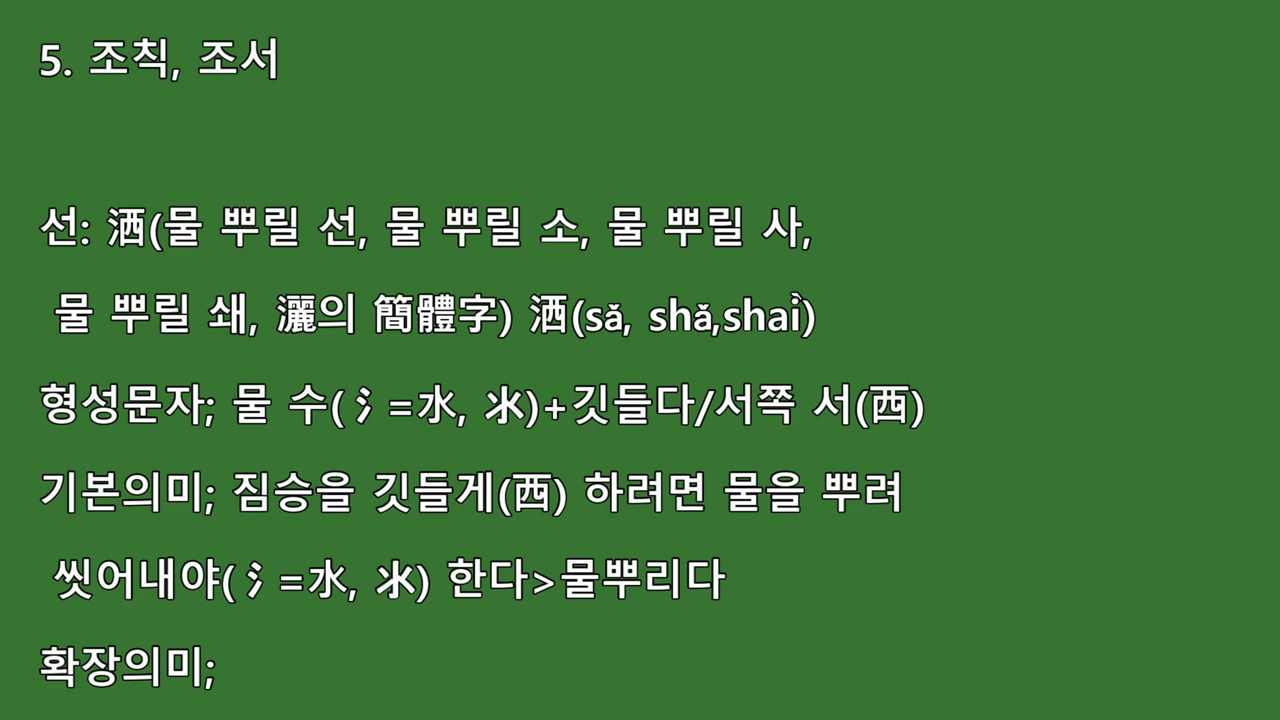 5. 조칙, 조서
선: 洒(물 뿌릴 선, 물 뿌릴 소, 물 뿌릴 사,
물 뿌릴 쇄, 灑의 簡體字) 洒(sǎ, shǎ,shaì)
형성문자; 물 수(氵=水, 氺)+깃들다/서쪽 서(西)
기본의미; 짐승을 깃들게(西) 하려면 물을 뿌려
씻어내야(氵=水, 氺) 한다>물뿌리다
확장의미;